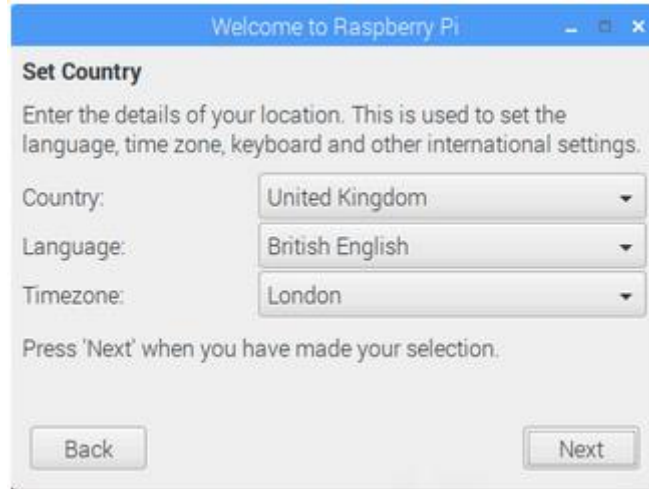 Welcome to Raspberry Pi
Set Country
Enter the details of your location. This is used to set the
language, time zone, keyboard and other international settings.
Country: United Kingdom
Language: British English
Timezone: London
Press 'Next' when you have made your selection.
Back Next